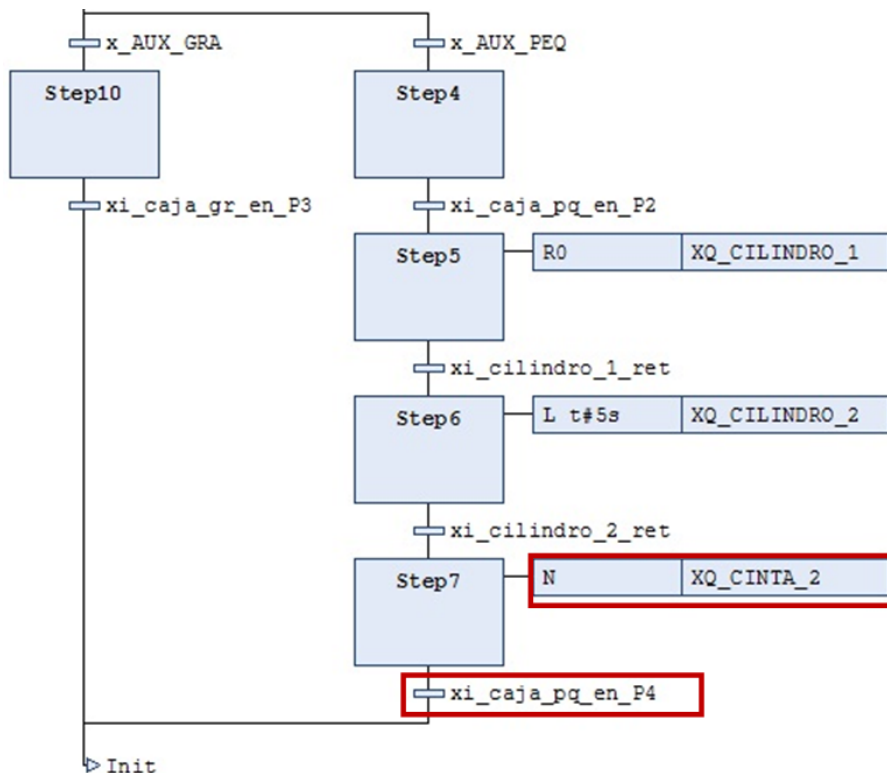 x_AUX_GRA
x_AUX_PEQ
Step10
Step4
xi_caja_gr_en_P3
xi_caja_pq_en_P2
Step5
R0 XQ_CILINDRO_1
xi_cilindro_1_ret
Step6
L t#5s XQ_CILINDRO_2
xi_cilindro_2_ret
Step7
N XQ_CINTA_2
xi_caja_pq_en_P4
Init